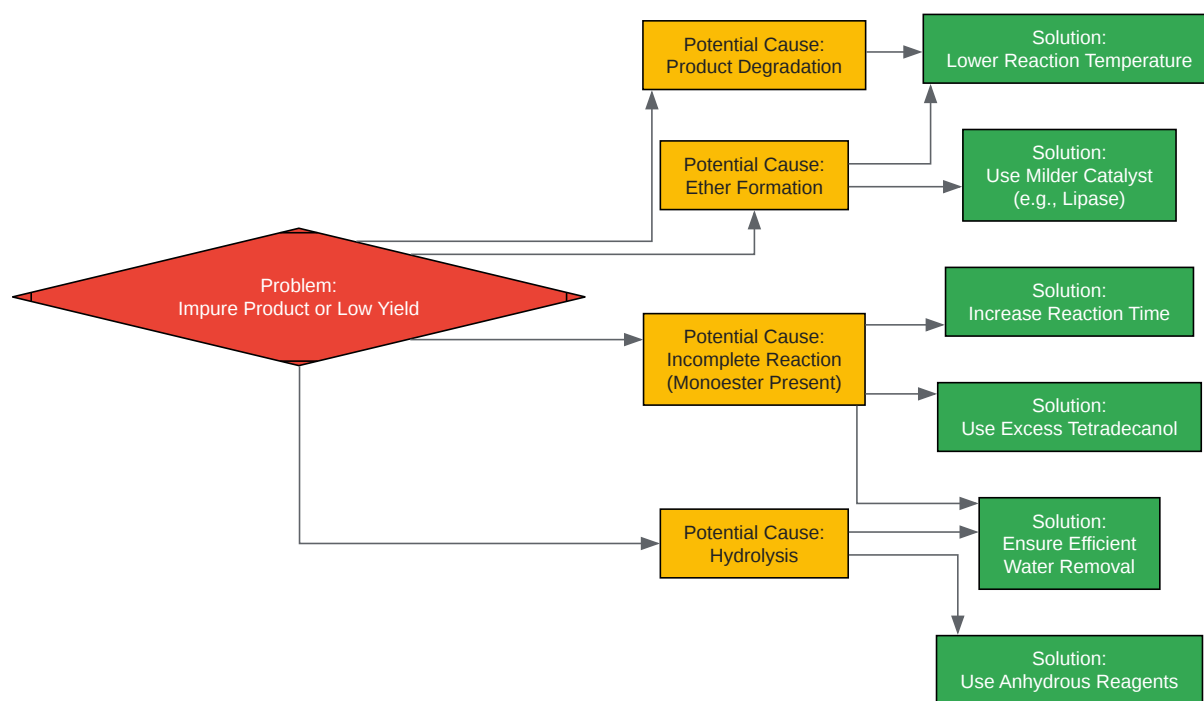 Problem:
Impure Product or Low Yield
Potential Cause:
Product Degradation
Potential Cause:
Ether Formation
Potential Cause:
Incomplete Reaction
(Monoester Present)
Potential Cause:
Hydrolysis
Solution:
Lower Reaction Temperature
Solution:
Use Milder Catalyst
(e.g., Lipase)
Solution:
Increase Reaction Time
Solution:
Use Excess Tetradecanol
Solution:
Ensure Efficient
Water Removal
Solution:
Use Anhydrous Reagents